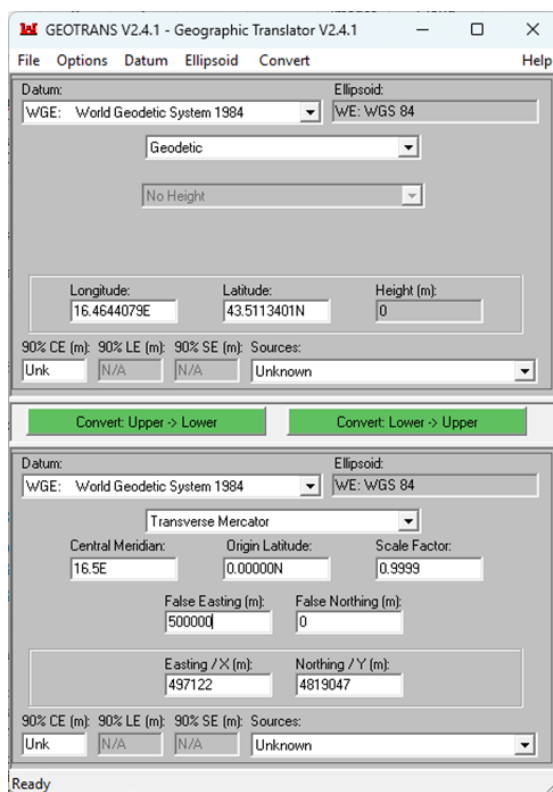 GEOTRANS V2.4.1 - Geographic Translator V2.4.1
File Options Datum Ellipsoid Convert Help
Datum: Ellipsoid:
WGE: World Geodetic System 1984 WE: WGS 84
Geodetic
No Height
Longitude: Latitude: Height (m):
16.4644079E 43.5113401N 0
90% CE (m): 90% LE (m): 90% SE (m): Sources:
Unk N/A N/A Unknown
Convert: Upper -> Lower Convert: Lower -> Upper
Datum: Ellipsoid:
WGE: World Geodetic System 1984 WE: WGS 84
Transverse Mercator
Central Meridian: Origin Latitude: Scale Factor:
16.5E 0.00000N 0.9999
False Easting (m): False Northing (m):
500000 0
Easting / X (m): Northing / Y (m):
497122 4819047
90% CE (m): 90% LE (m): 90% SE (m): Sources:
Unk N/A N/A Unknown
Ready